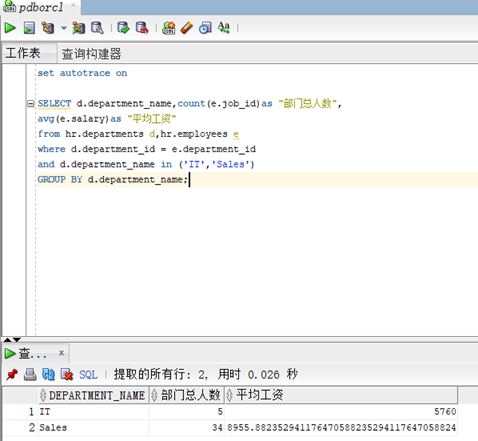 pdborcl
工作表 查询构建器
set autotrace on
SELECT d.department_name,count(e.job_id)as "部门总人数",
avg(e.salary)as "平均工资"
from hr.departments d,hr.employees e
where d.department_id = e.department_id
and d.department_name in ('IT','Sales')
GROUP BY d.department_name;
查... x
SQL | 提取的所有行: 2, 用时 0.026 秒
DEPARTMENT_NAME 部门总人数 平均工资
1 IT 5 5760
2 Sales 34 8955.882352941176470588235294117647058824